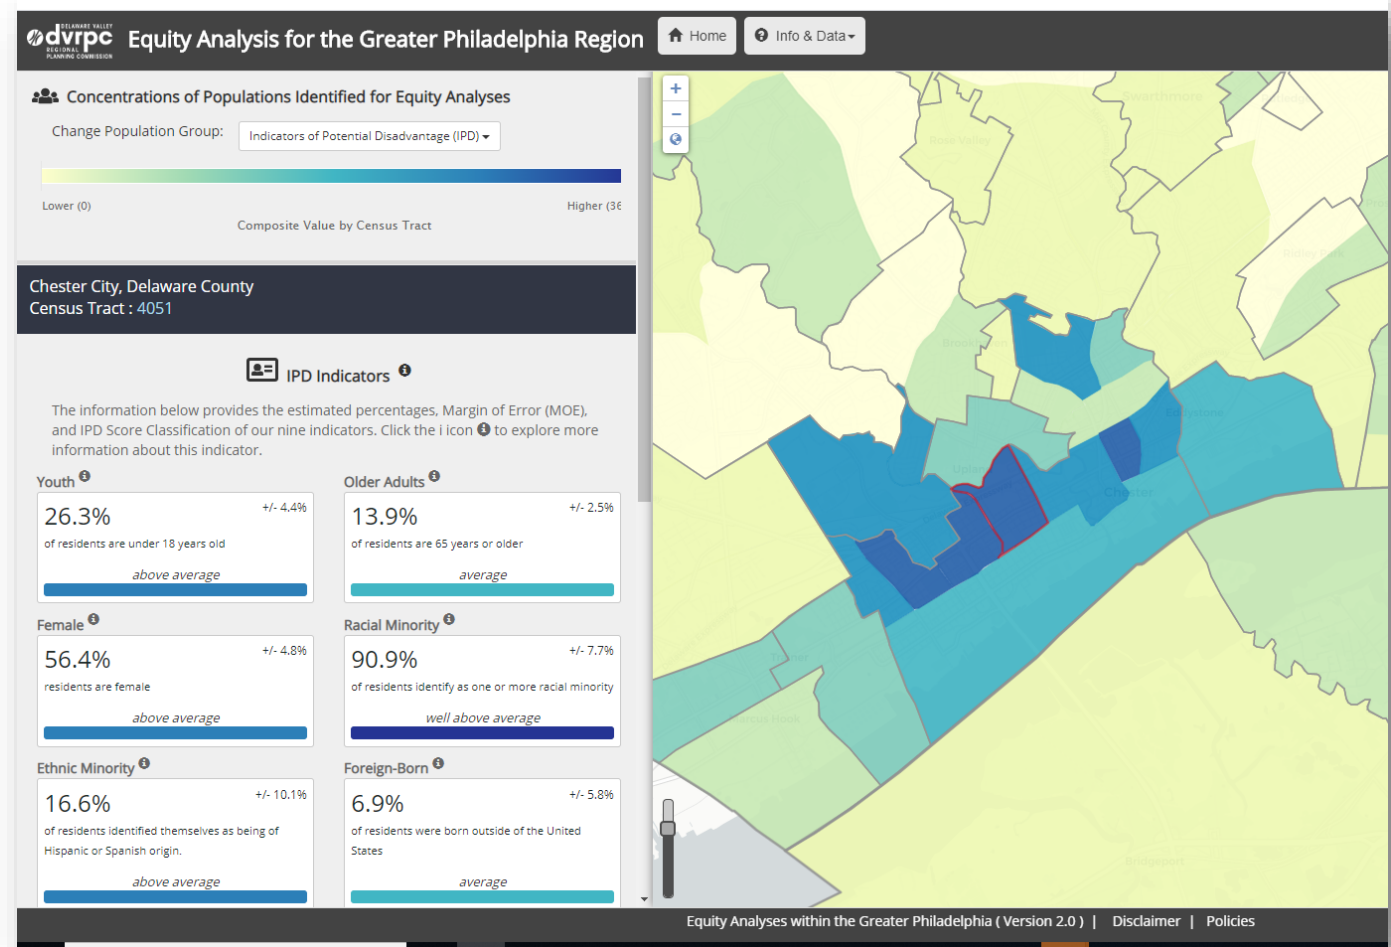 DELAWARE VALLEY
dvrpc
REGIONAL
PLANNING COMMISSION
Equity Analysis for the Greater Philadelphia Region
Home
Info & Data
Concentrations of Populations Identified for Equity Analyses
Change Population Group:
Indicators of Potential Disadvantage (IPD)
Lower (0)
Higher (36
Composite Value by Census Tract
Chester City, Delaware County
Census Tract : 4051
IPD Indicators
The information below provides the estimated percentages, Margin of Error (MOE),
and IPD Score Classification of our nine indicators. Click the i icon to explore more
information about this indicator.
Youth
26.3%
+/- 4.4%
of residents are under 18 years old
above average
Older Adults
13.9%
+/- 2.5%
of residents are 65 years or older
average
Female
56.4%
+/- 4.8%
residents are female
above average
Racial Minority
90.9%
+/- 7.7%
of residents identify as one or more racial minority
well above average
Ethnic Minority
16.6%
+/- 10.1%
of residents identified themselves as being of
Hispanic or Spanish origin.
above average
Foreign-Born
6.9%
+/- 5.8%
of residents were born outside of the United
States
average
+
−
Swarthmore
Rose Valley
Ridley Park
Brookhaven
Eddystone
Upland
Chester
Trainer
Marcus Hook
Bridgeport
Equity Analyses within the Greater Philadelphia ( Version 2.0 ) | Disclaimer | Policies